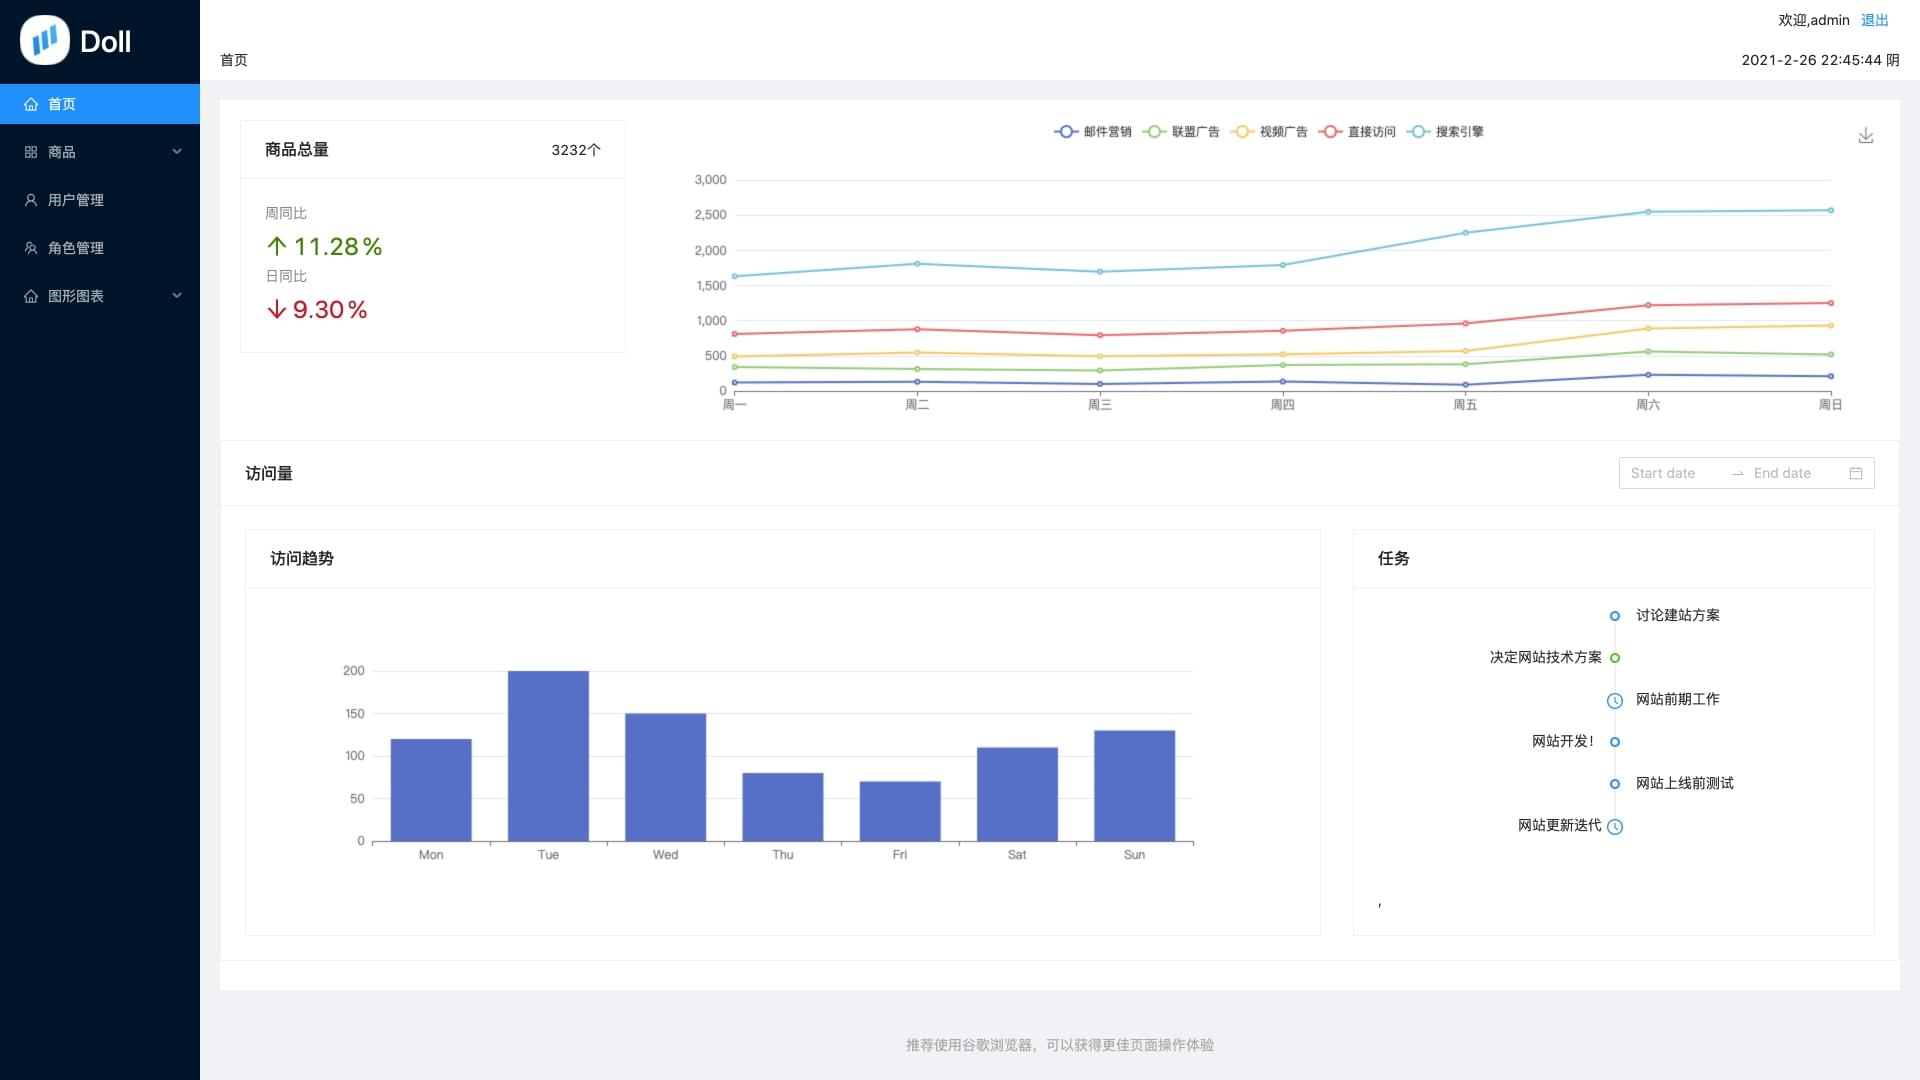 Doll
首页
商品
用户管理
角色管理
图形图表
欢迎,admin 退出
首页
2021-2-26 22:45:44 阴
商品总量 3232个
周同比
11.28%
日同比
9.30%
邮件营销 联盟广告 视频广告 直接访问 搜索引擎
3,000
2,500
2,000
1,500
1,000
500
0
周一 周二 周三 周四 周五 周六 周日
访问量
Start date End date
访问趋势
200
150
100
50
0
Mon Tue Wed Thu Fri Sat Sun
任务
讨论建站方案
决定网站技术方案
网站前期工作
网站开发！
网站上线前测试
网站更新迭代
,
推荐使用谷歌浏览器，可以获得更佳页面操作体验